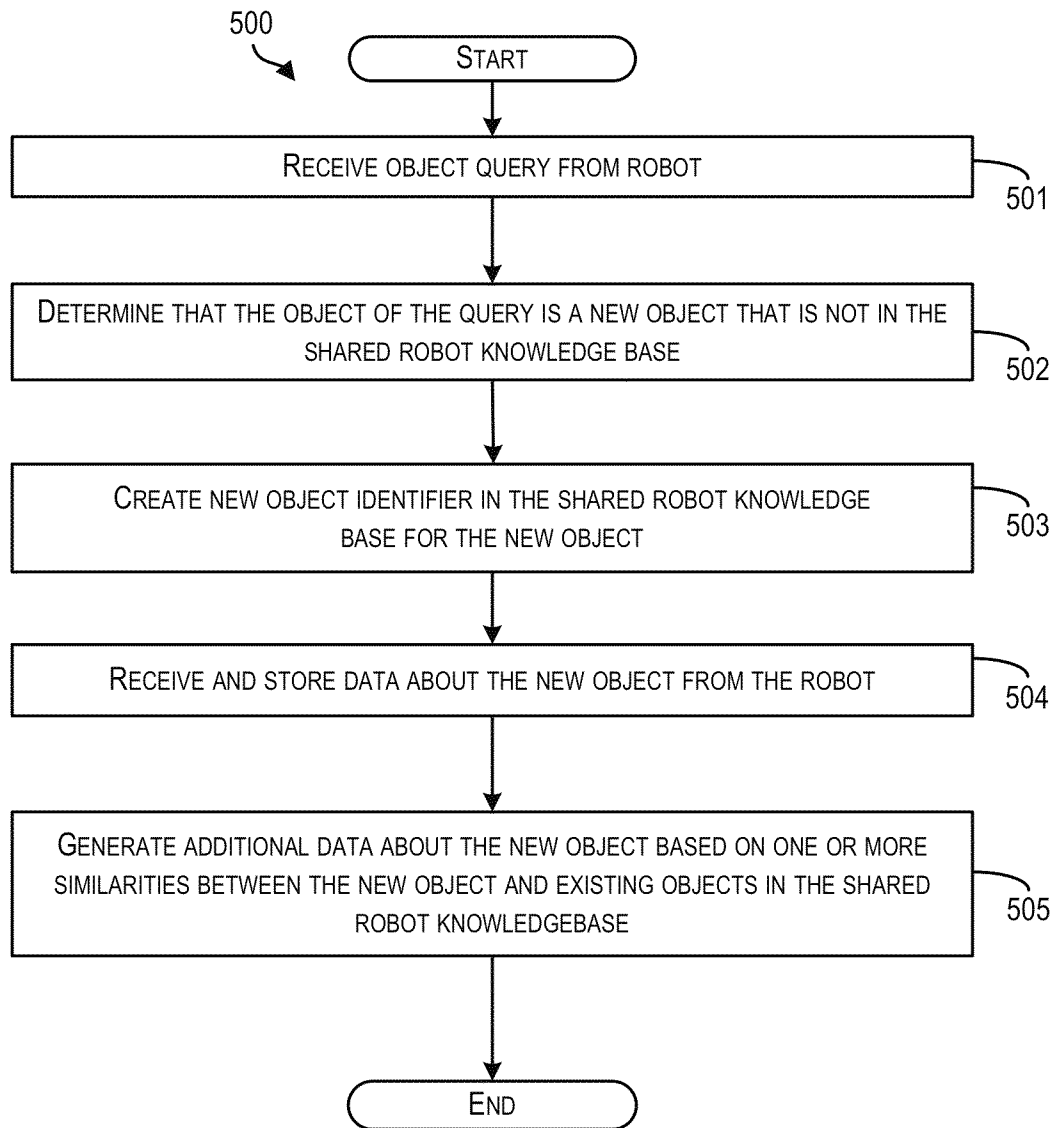 500
START
RECEIVE OBJECT QUERY FROM ROBOT
501
DETERMINE THAT THE OBJECT OF THE QUERY IS A NEW OBJECT THAT IS NOT IN THE
SHARED ROBOT KNOWLEDGE BASE
502
CREATE NEW OBJECT IDENTIFIER IN THE SHARED ROBOT KNOWLEDGE
BASE FOR THE NEW OBJECT
503
RECEIVE AND STORE DATA ABOUT THE NEW OBJECT FROM THE ROBOT
504
GENERATE ADDITIONAL DATA ABOUT THE NEW OBJECT BASED ON ONE OR MORE
SIMILARITIES BETWEEN THE NEW OBJECT AND EXISTING OBJECTS IN THE SHARED
ROBOT KNOWLEDGEBASE
505
END